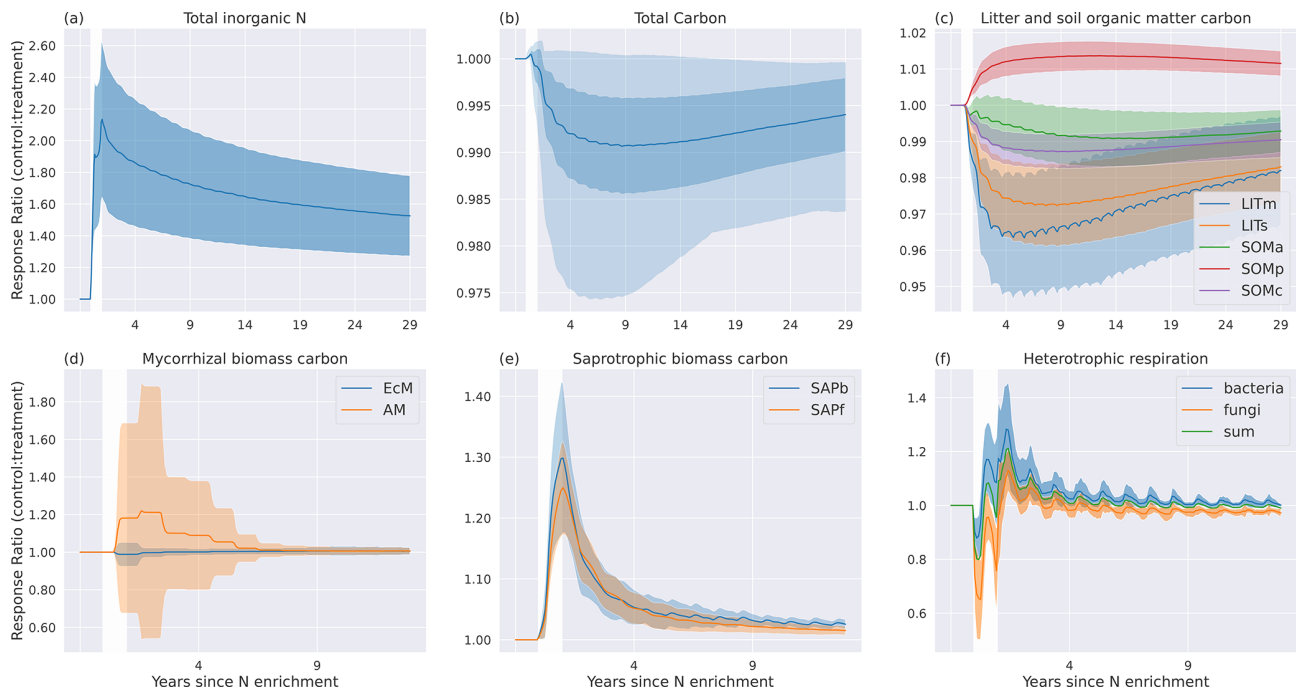 (a) Total inorganic N
Response Ratio (control:treatment)
2.60
2.40
2.20
2.00
1.80
1.60
1.40
1.20
1.00
4 9 14 19 24 29
(b) Total Carbon
1.000
0.995
0.990
0.985
0.980
0.975
4 9 14 19 24 29
(c) Litter and soil organic matter carbon
1.02
1.01
1.00
0.99
0.98
0.97
0.96
0.95
LITm
LITs
SOMa
SOMp
SOMc
4 9 14 19 24 29
(d) Mycorrhizal biomass carbon
Response Ratio (control:treatment)
1.80
1.60
1.40
1.20
1.00
0.80
0.60
EcM
AM
4 9
Years since N enrichment
(e) Saprotrophic biomass carbon
1.40
1.30
1.20
1.10
1.00
SAPb
SAPf
4 9
Years since N enrichment
(f) Heterotrophic respiration
1.4
1.2
1.0
0.8
0.6
bacteria
fungi
sum
4 9
Years since N enrichment